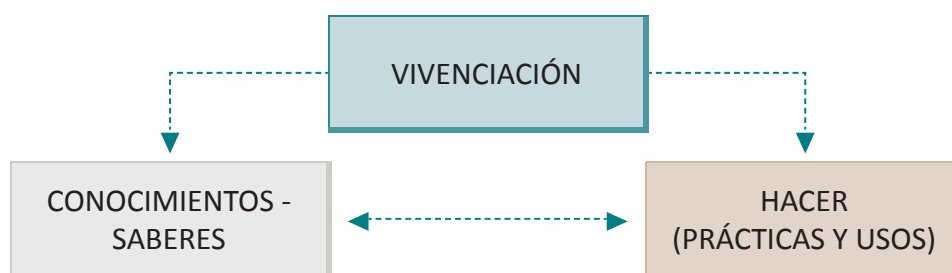 VIVENCIACIÓN
CONOCIMIENTOS -
SABERES
HACER
(PRÁCTICAS Y USOS)